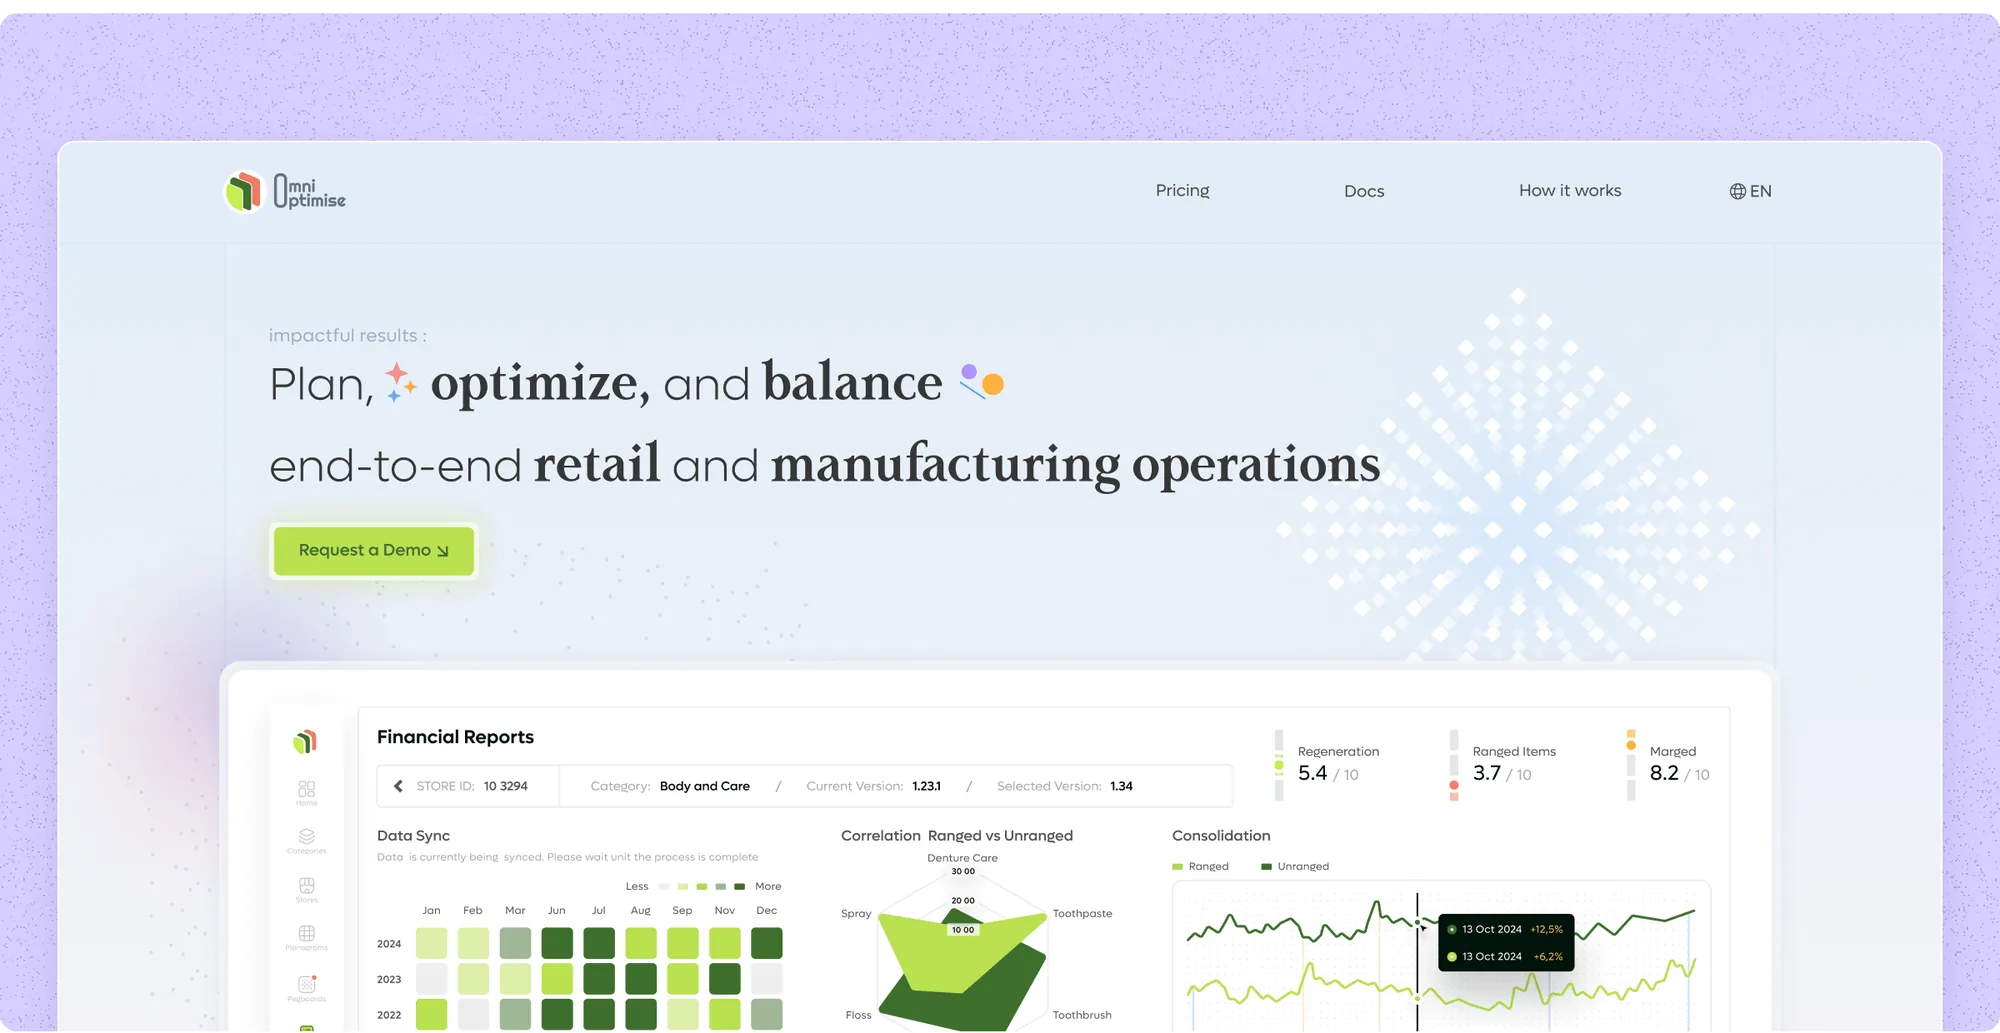 Omni
Optimise
Pricing
Docs
How it works
EN
impactful results :
Plan, optimize, and balance
end-to-end retail and manufacturing operations
Request a Demo
Financial Reports
STORE ID: 10 3294
Category: Body and Care / Current Version: 1.23.1 / Selected Version: 1.34
Regeneration
5.4 / 10
Ranged Items
3.7 / 10
Marged
8.2 / 10
Home
Categories
Stores
Planograms
Pegboards
Data Sync
Data is currently being synced. Please wait unit the process is complete
Less More
Jan Feb Mar Jun Jul Aug Sep Nov Dec
2024
2023
2022
Correlation Ranged vs Unranged
Denture Care
30 00
20 00
10 00
Spray
Toothpaste
Floss
Toothbrush
Consolidation
Ranged Unranged
13 Oct 2024 +12,5%
13 Oct 2024 +6,2%